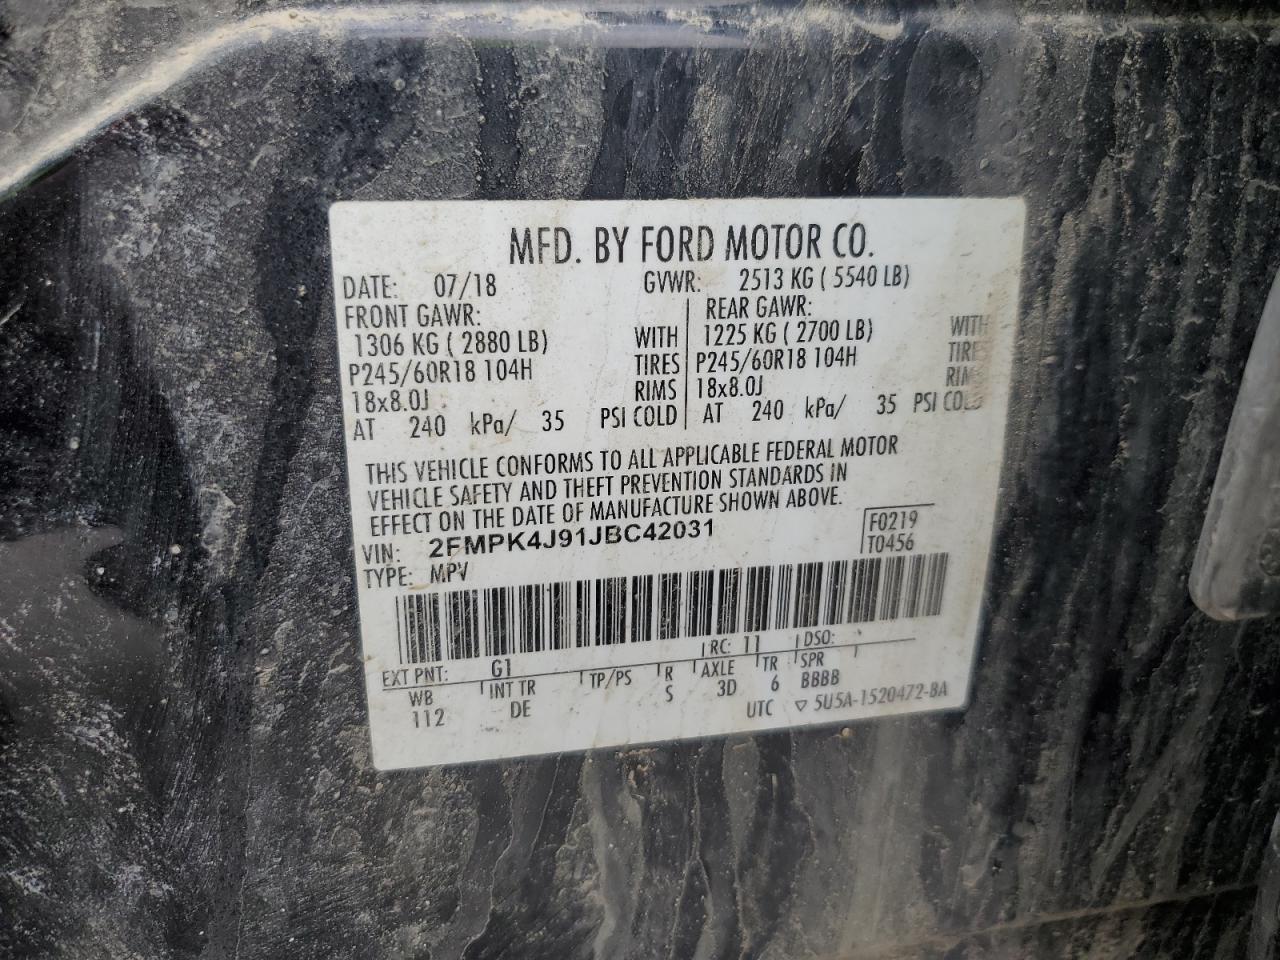 MFD. BY FORD MOTOR CO.
DATE: 07/18 GVWR: 2513 KG ( 5540 LB)
FRONT GAWR: REAR GAWR:
1306 KG ( 2880 LB) WITH 1225 KG ( 2700 LB) WITH
P245/60R18 104H TIRES P245/60R18 104H
18x8.0J RIMS 18x8.0J
AT 240 kPa/ 35 PSI COLD AT 240 kPa/ 35 PSI COLD
THIS VEHICLE CONFORMS TO ALL APPLICABLE FEDERAL MOTOR
VEHICLE SAFETY AND THEFT PREVENTION STANDARDS IN
EFFECT ON THE DATE OF MANUFACTURE SHOWN ABOVE.
VIN: 2FMPK4J91JBC42031 F0219
TYPE: MPV T0456
EXT PNT: G1 RC: 11 DSO:
WB INT TR TP/PS R AXLE TR SPR
112 DE S 3D 6 BBBB
UTC ▽ 5U5A-1520472-BA